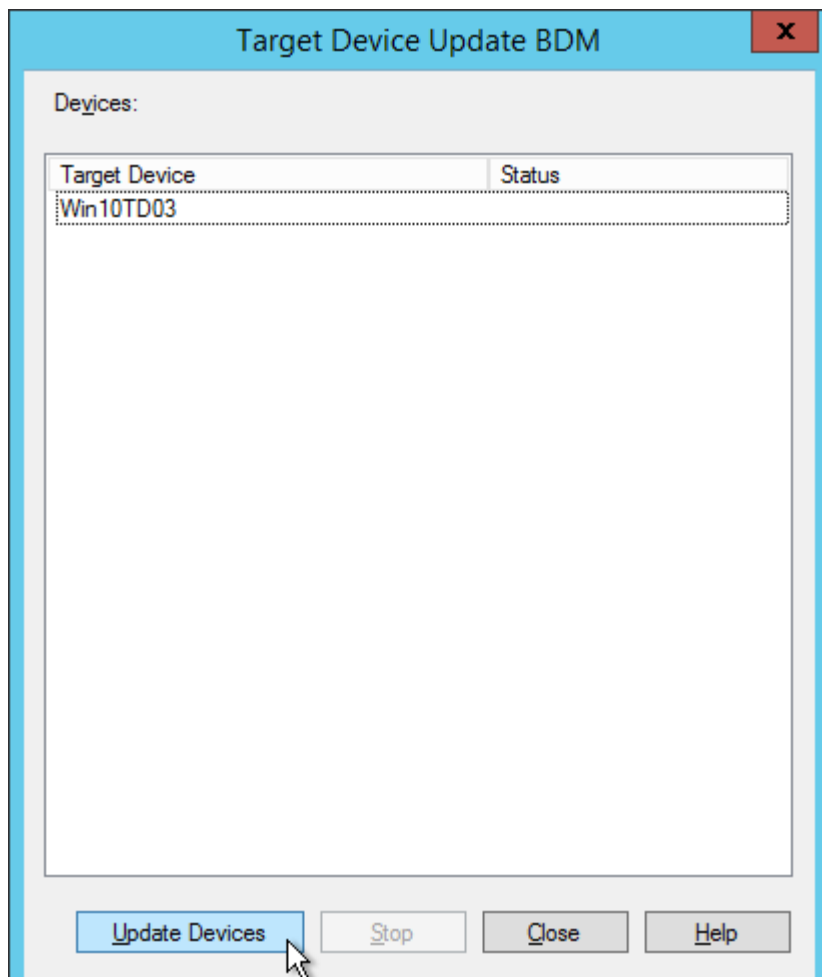 Target Device Update BDM
x
Devices:
Target Device Status
Win10TD03
Update Devices Stop Close Help